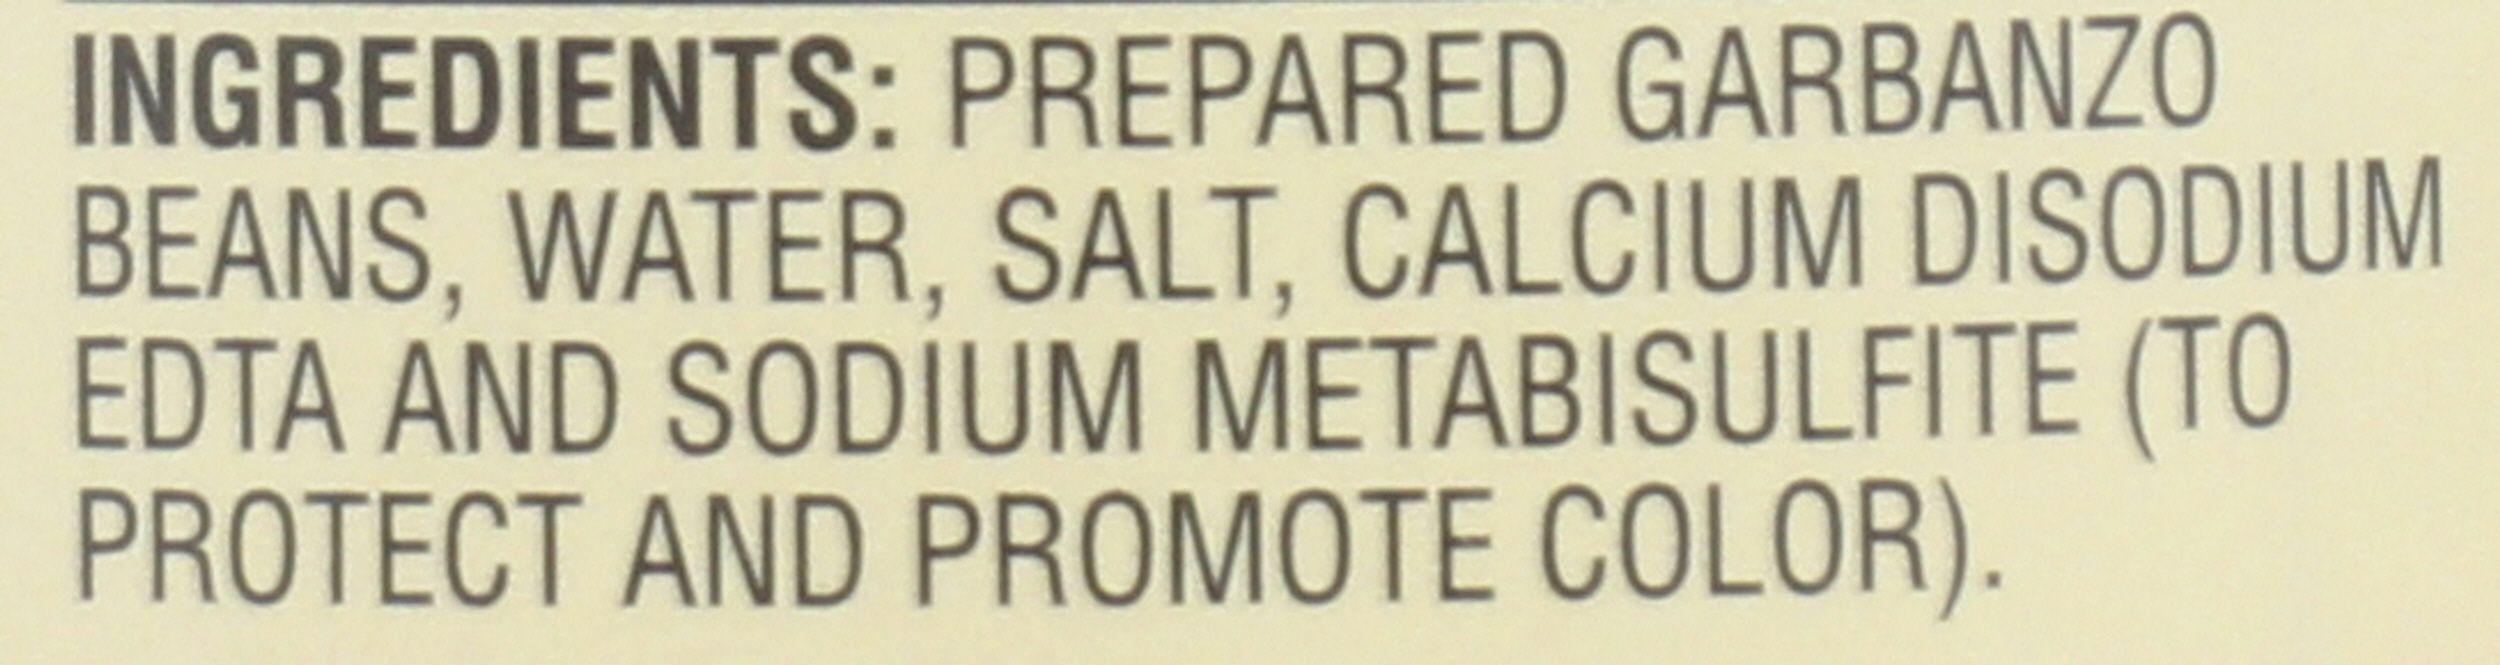 INGREDIENTS: PREPARED GARBANZO
BEANS, WATER, SALT, CALCIUM DISODIUM
EDTA AND SODIUM METABISULFITE (TO
PROTECT AND PROMOTE COLOR).